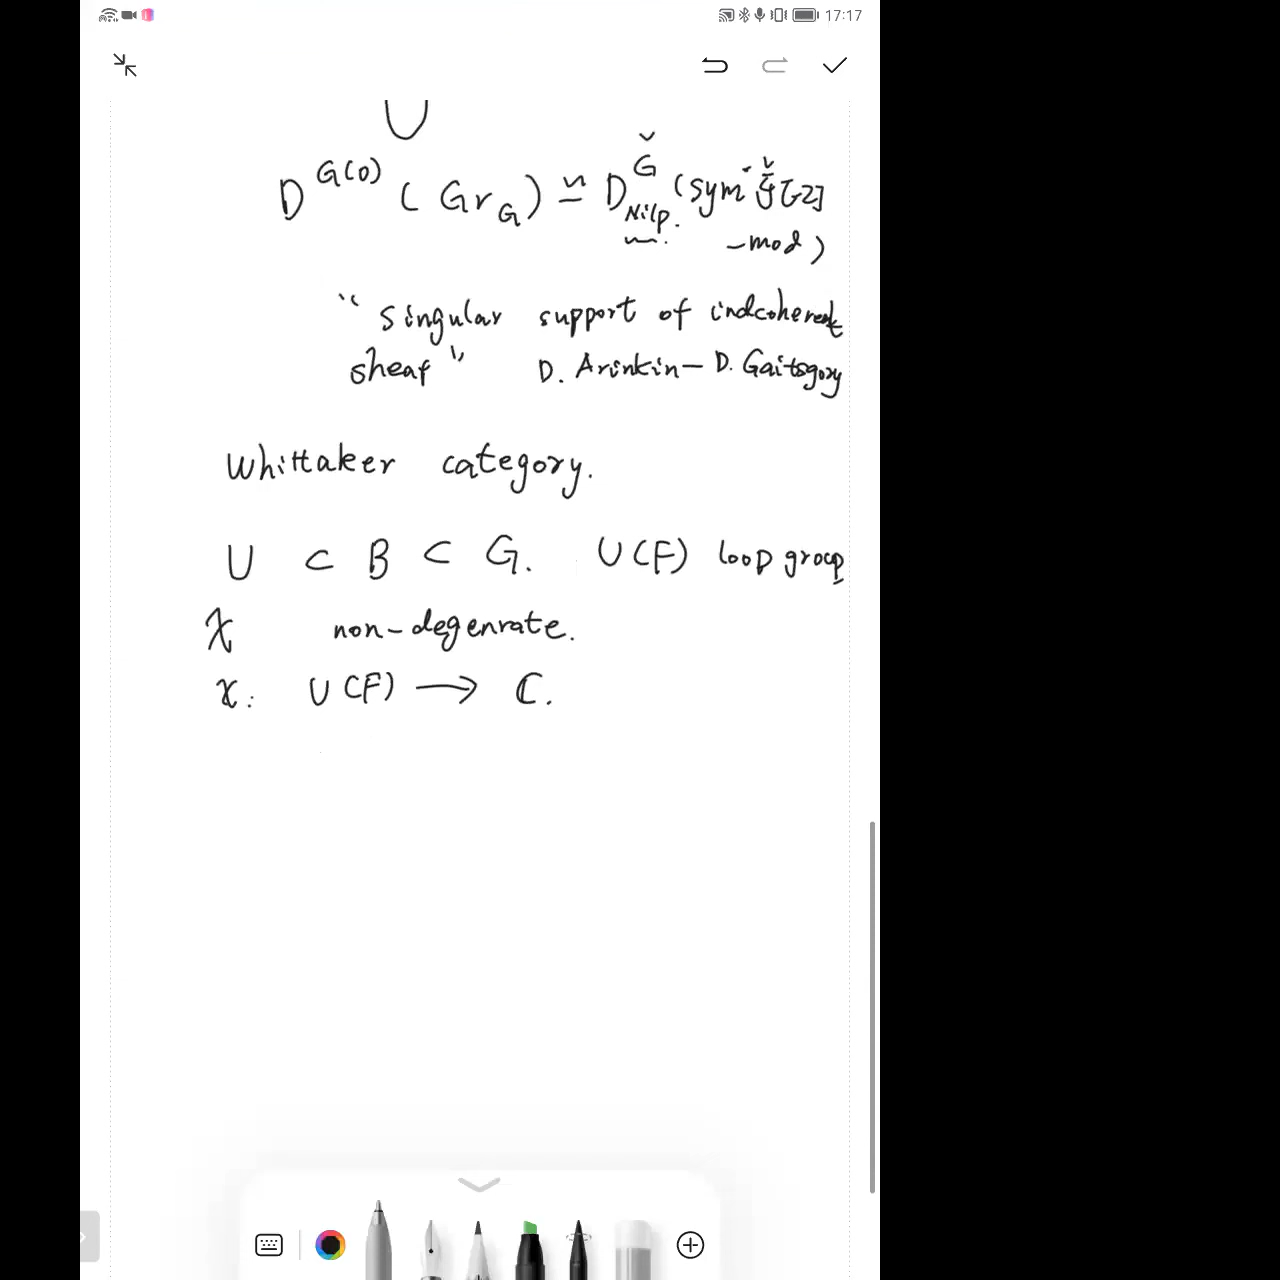 17:17
∪
D^{G(O)} ( Gr_G ) ≃ D^{Ǧ}_{Nilp.} (Sym^• ǧ[-2]
-mod)
"singular support of indcoherent
sheaf" D. Arinkin - D. Gaitsgory
Whittaker category.
U ⊂ B ⊂ G. U(F) loop group
χ non-degenrate.
χ: U(F) → ℂ.